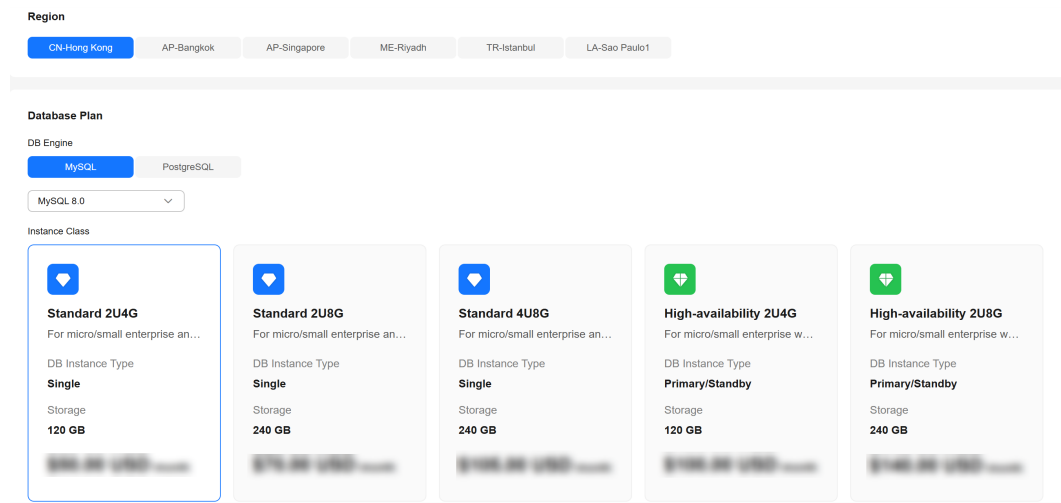 Region
CN-Hong Kong AP-Bangkok AP-Singapore ME-Riyadh TR-Istanbul LA-Sao Paulo1
Database Plan
DB Engine
MySQL PostgreSQL
MySQL 8.0
Instance Class
Standard 2U4G
For micro/small enterprise an…
DB Instance Type
Single
Storage
120 GB
Standard 2U8G
For micro/small enterprise an…
DB Instance Type
Single
Storage
240 GB
Standard 4U8G
For micro/small enterprise an…
DB Instance Type
Single
Storage
240 GB
High-availability 2U4G
For micro/small enterprise w…
DB Instance Type
Primary/Standby
Storage
120 GB
High-availability 2U8G
For micro/small enterprise w…
DB Instance Type
Primary/Standby
Storage
240 GB